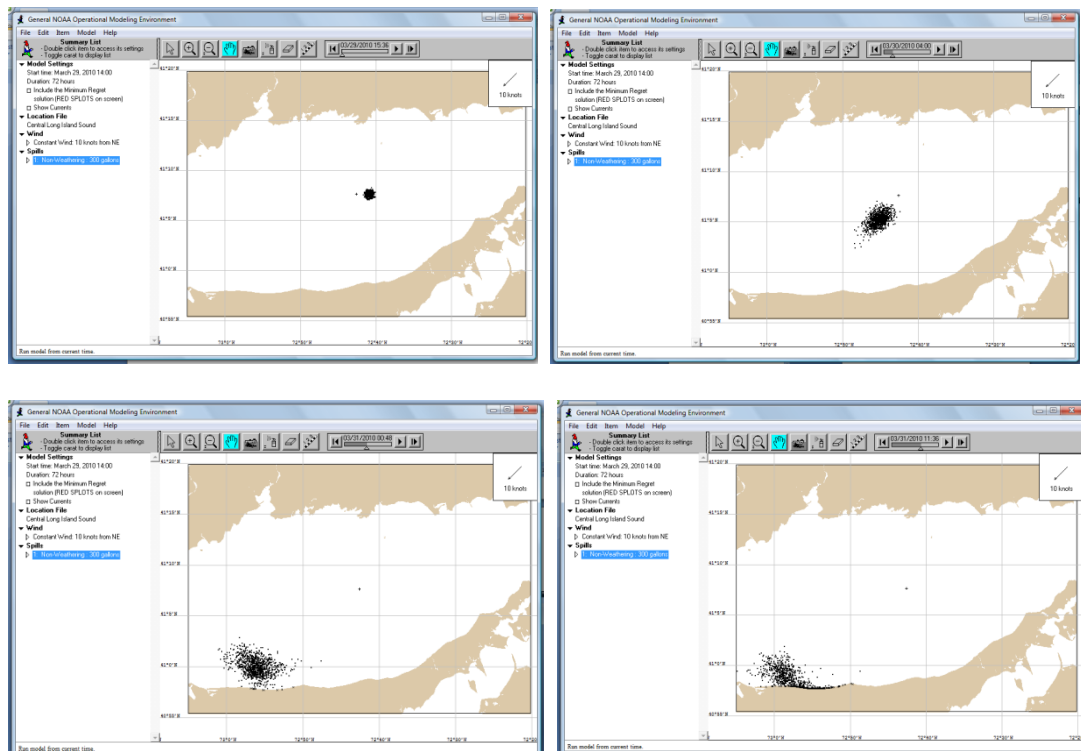 General NOAA Operational Modeling Environment
File Edit Item Model Help
Summary List
- Double click item to access its settings
- Toggle carat to display list
03/29/2010 15:36
Model Settings
Start time: March 29, 2010 14:00
Duration: 72 hours
Include the Minimum Regret
solution (RED SPLOTS on screen)
Show Currents
Location File
Central Long Island Sound
Wind
Constant Wind: 10 knots from NE
Spills
1: Non-Weathering : 300 gallons
10 knots
Run model from current time.
General NOAA Operational Modeling Environment
File Edit Item Model Help
Summary List
- Double click item to access its settings
- Toggle carat to display list
03/30/2010 04:00
Model Settings
Start time: March 29, 2010 14:00
Duration: 72 hours
Include the Minimum Regret
solution (RED SPLOTS on screen)
Show Currents
Location File
Central Long Island Sound
Wind
Constant Wind: 10 knots from NE
Spills
1: Non-Weathering : 300 gallons
10 knots
Run model from current time.
General NOAA Operational Modeling Environment
File Edit Item Model Help
Summary List
- Double click item to access its settings
- Toggle carat to display list
03/31/2010 00:48
Model Settings
Start time: March 29, 2010 14:00
Duration: 72 hours
Include the Minimum Regret
solution (RED SPLOTS on screen)
Show Currents
Location File
Central Long Island Sound
Wind
Constant Wind: 10 knots from NE
Spills
1: Non-Weathering : 300 gallons
10 knots
Run model from current time.
General NOAA Operational Modeling Environment
File Edit Item Model Help
Summary List
- Double click item to access its settings
- Toggle carat to display list
03/31/2010 11:36
Model Settings
Start time: March 29, 2010 14:00
Duration: 72 hours
Include the Minimum Regret
solution (RED SPLOTS on screen)
Show Currents
Location File
Central Long Island Sound
Wind
Constant Wind: 10 knots from NE
Spills
1: Non-Weathering : 300 gallons
10 knots
Run model from current time.